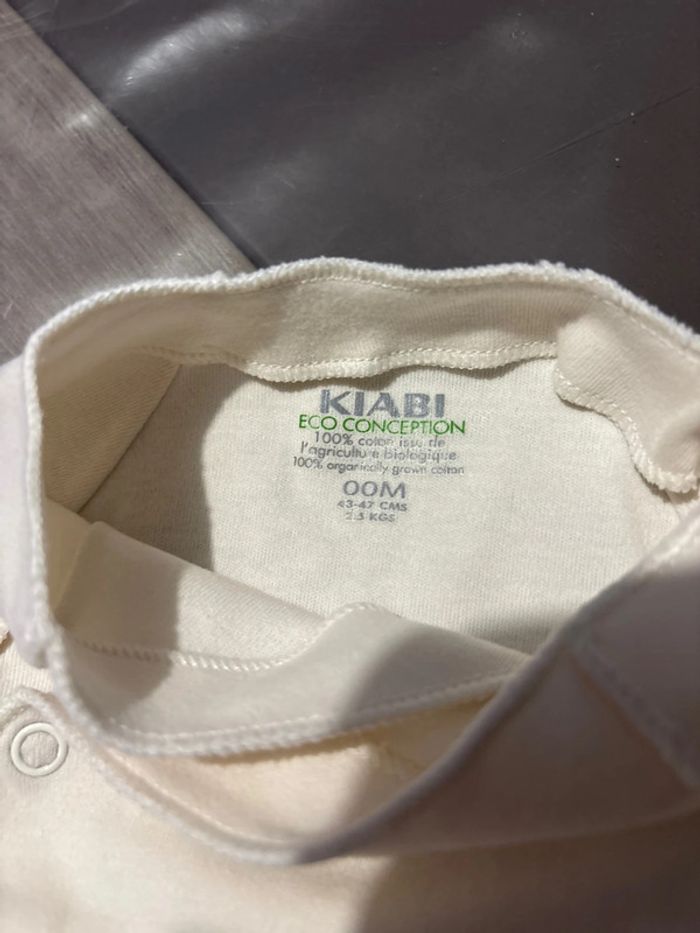 KIABI
ECO CONCEPTION
100% coton issu de
l'agriculture biologique
100% organically grown cotton
00M
43-47 CMS
2.5 KGS